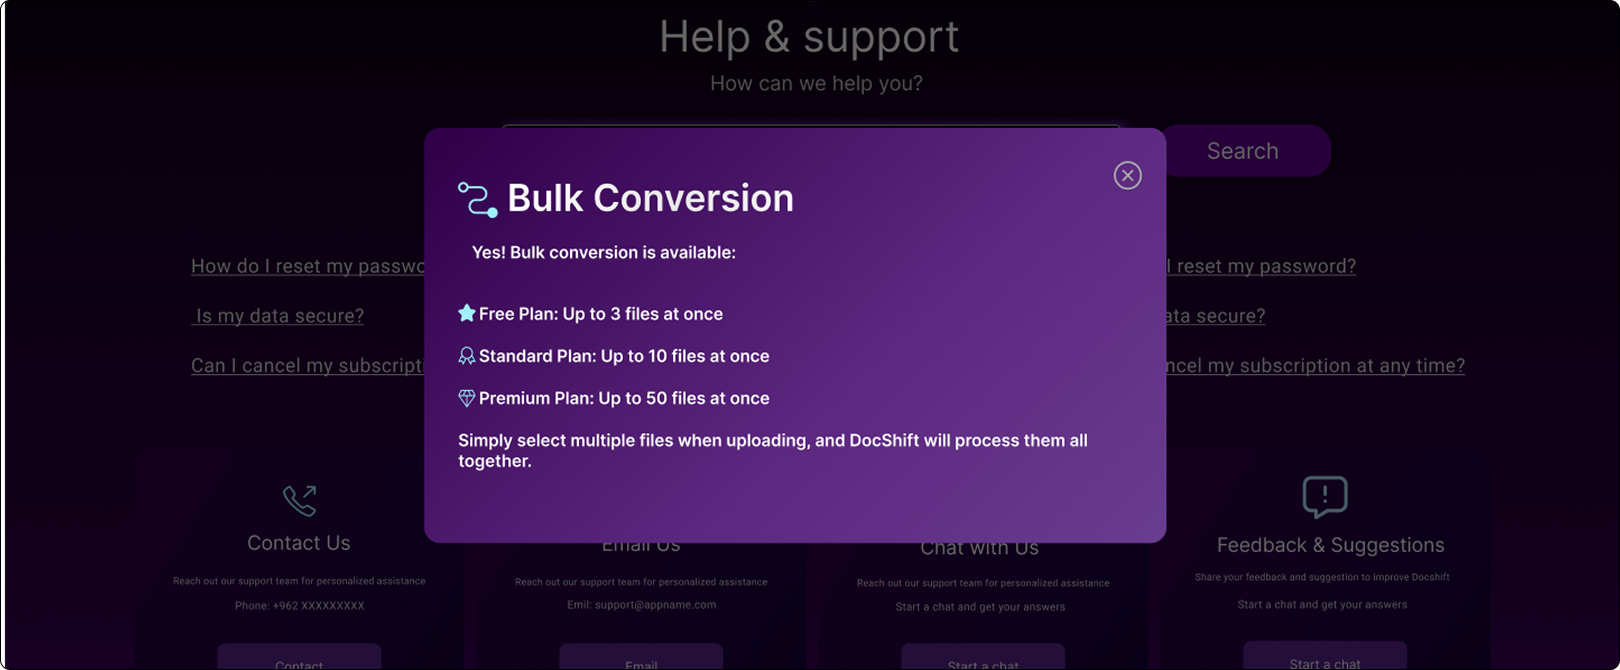 Help & support
How can we help you?
Search
Bulk Conversion
Yes! Bulk conversion is available:
Free Plan: Up to 3 files at once
Standard Plan: Up to 10 files at once
Premium Plan: Up to 50 files at once
Simply select multiple files when uploading, and DocShift will process them all
together.
How do I reset my passwo
I reset my password?
Is my data secure?
ata secure?
Can I cancel my subscripti
ncel my subscription at any time?
Contact Us
Reach out our support team for personalized assistance
Phone: +962 XXXXXXXXX
Contact
Email Us
Reach out our support team for personalized assistance
Emil: support@appname.com
Email
Chat with Us
Reach out our support team for personalized assistance
Start a chat and get your answers
Start a chat
Feedback & Suggestions
Share your feedback and suggestion to improve Docshift
Start a chat and get your answers
Start a chat